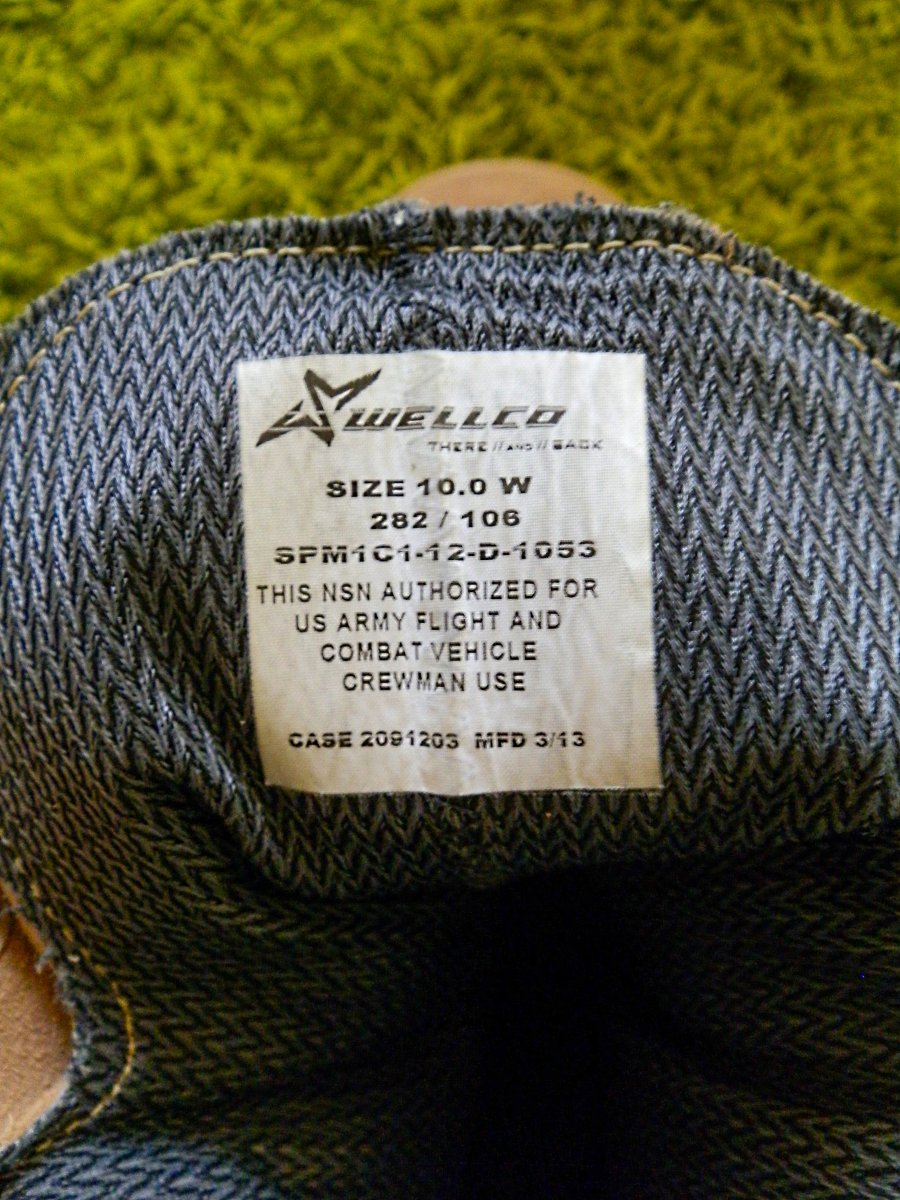 WELLCO
THERE // AND // BACK
SIZE 10.0 W
282 / 106
SPM1C1-12-D-1053
THIS NSN AUTHORIZED FOR
US ARMY FLIGHT AND
COMBAT VEHICLE
CREWMAN USE
CASE 2091203 MFD 3/13